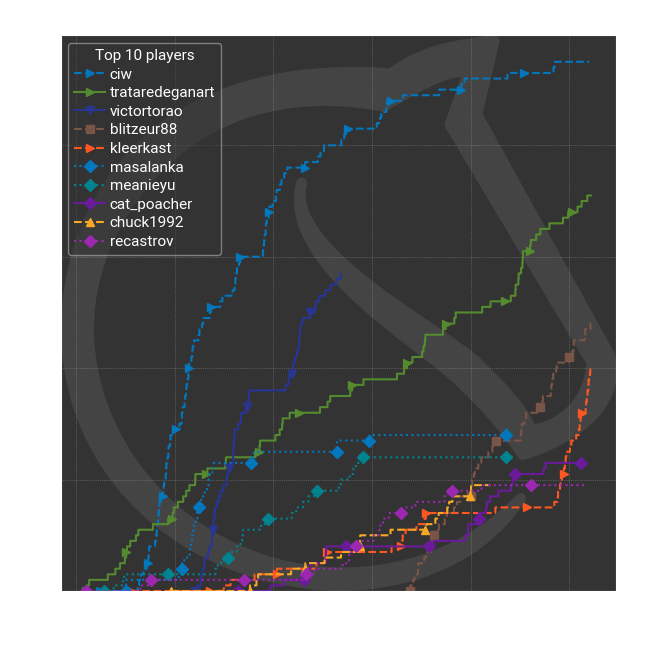 Top 10 players
ciw
trataredeganart
victortorao
blitzeur88
kleerkast
masalanka
meanieyu
cat_poacher
chuck1992
recastrov